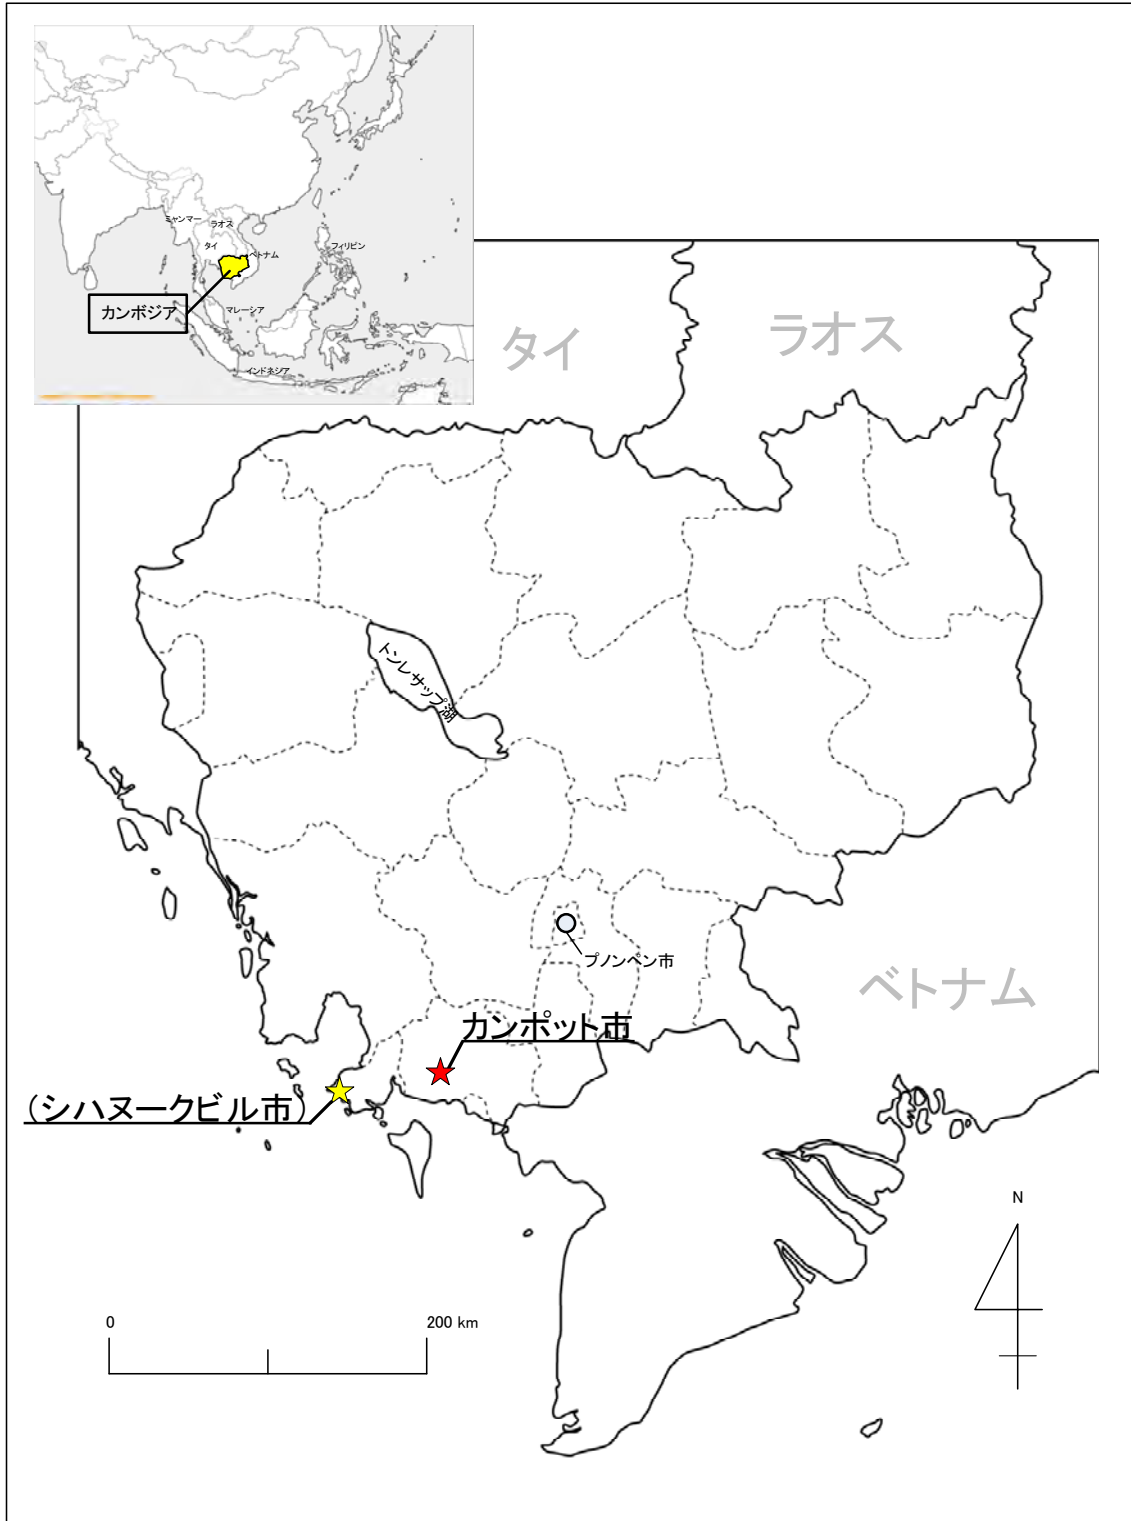 ミャンマー
ラオス
タイ
ベトナム
フィリピン
カンボジア
マレーシア
インドネシア
タイ
ラオス
トンレサップ湖
プノンペン市
ベトナム
カンポット市
(シハヌークビル市)
N
0
200 km